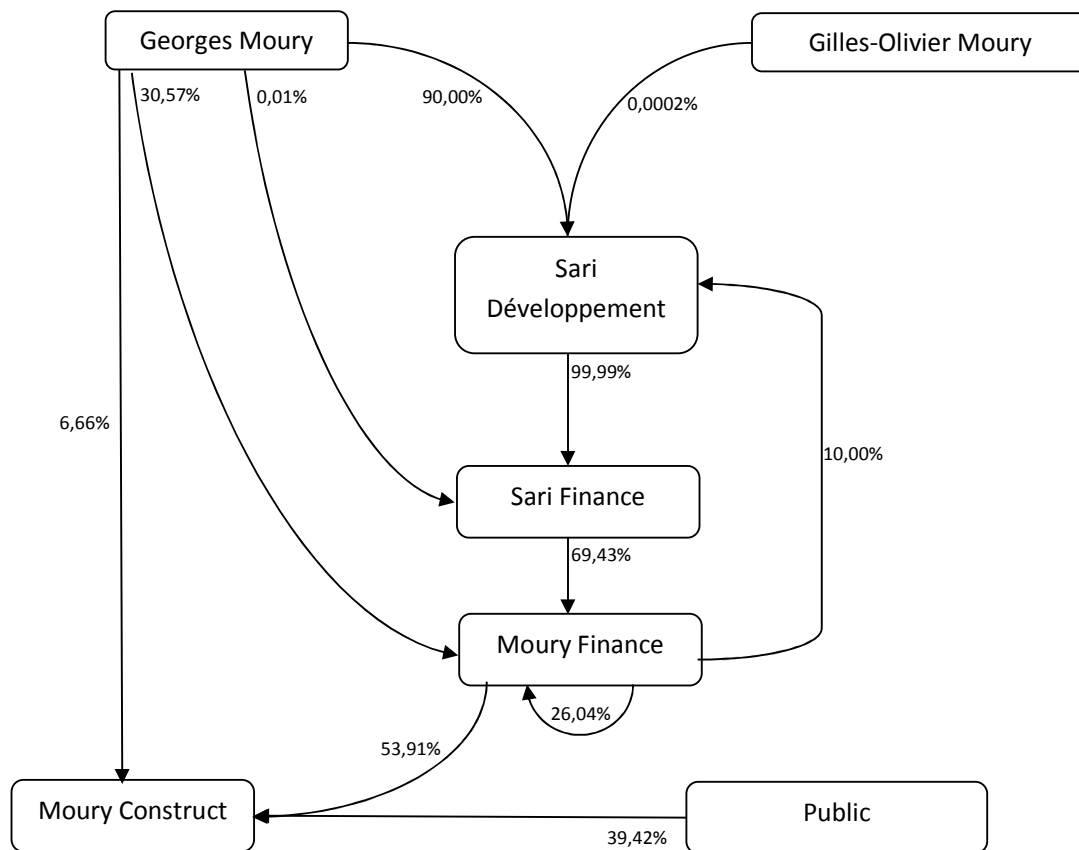 Georges Moury
Gilles-Olivier Moury
30,57%
0,01%
90,00%
0,0002%
Sari
Développement
99,99%
6,66%
10,00%
Sari Finance
69,43%
Moury Finance
26,04%
53,91%
Moury Construct
Public
39,42%